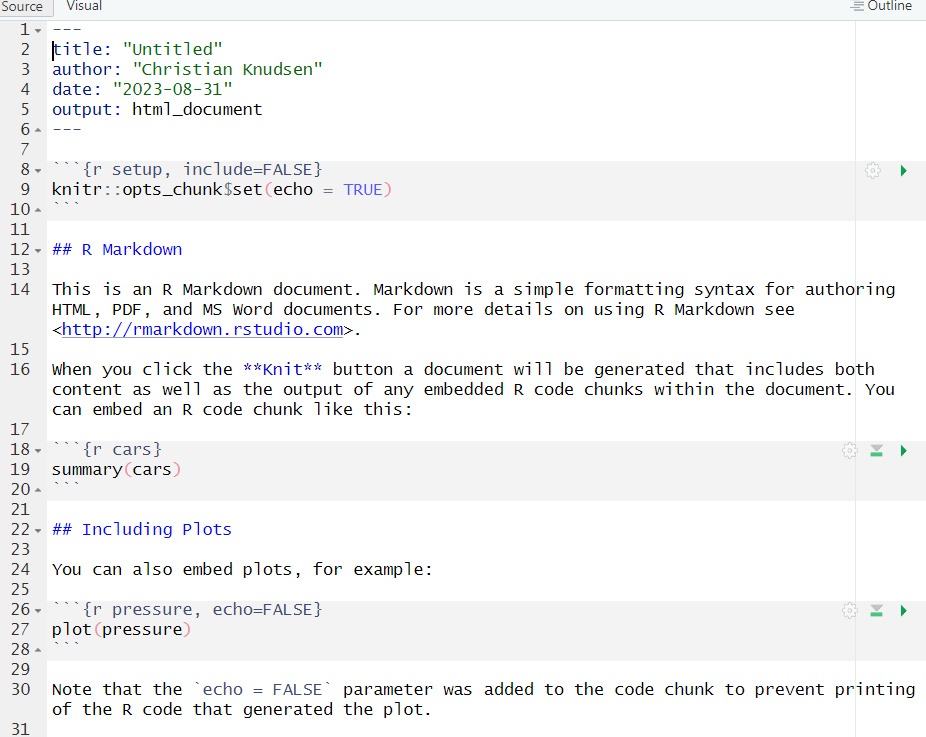 Source Visual Outline
1 ---
2 title: "Untitled"
3 author: "Christian Knudsen"
4 date: "2023-08-31"
5 output: html_document
6 ---
7
8 ```{r setup, include=FALSE}
9 knitr::opts_chunk$set(echo = TRUE)
10 ```
11
12 ## R Markdown
13
14 This is an R Markdown document. Markdown is a simple formatting syntax for authoring
HTML, PDF, and MS Word documents. For more details on using R Markdown see
<http://rmarkdown.rstudio.com>.
15
16 When you click the **Knit** button a document will be generated that includes both
content as well as the output of any embedded R code chunks within the document. You
can embed an R code chunk like this:
17
18 ```{r cars}
19 summary(cars)
20 ```
21
22 ## Including Plots
23
24 You can also embed plots, for example:
25
26 ```{r pressure, echo=FALSE}
27 plot(pressure)
28 ```
29
30 Note that the `echo = FALSE` parameter was added to the code chunk to prevent printing
of the R code that generated the plot.
31